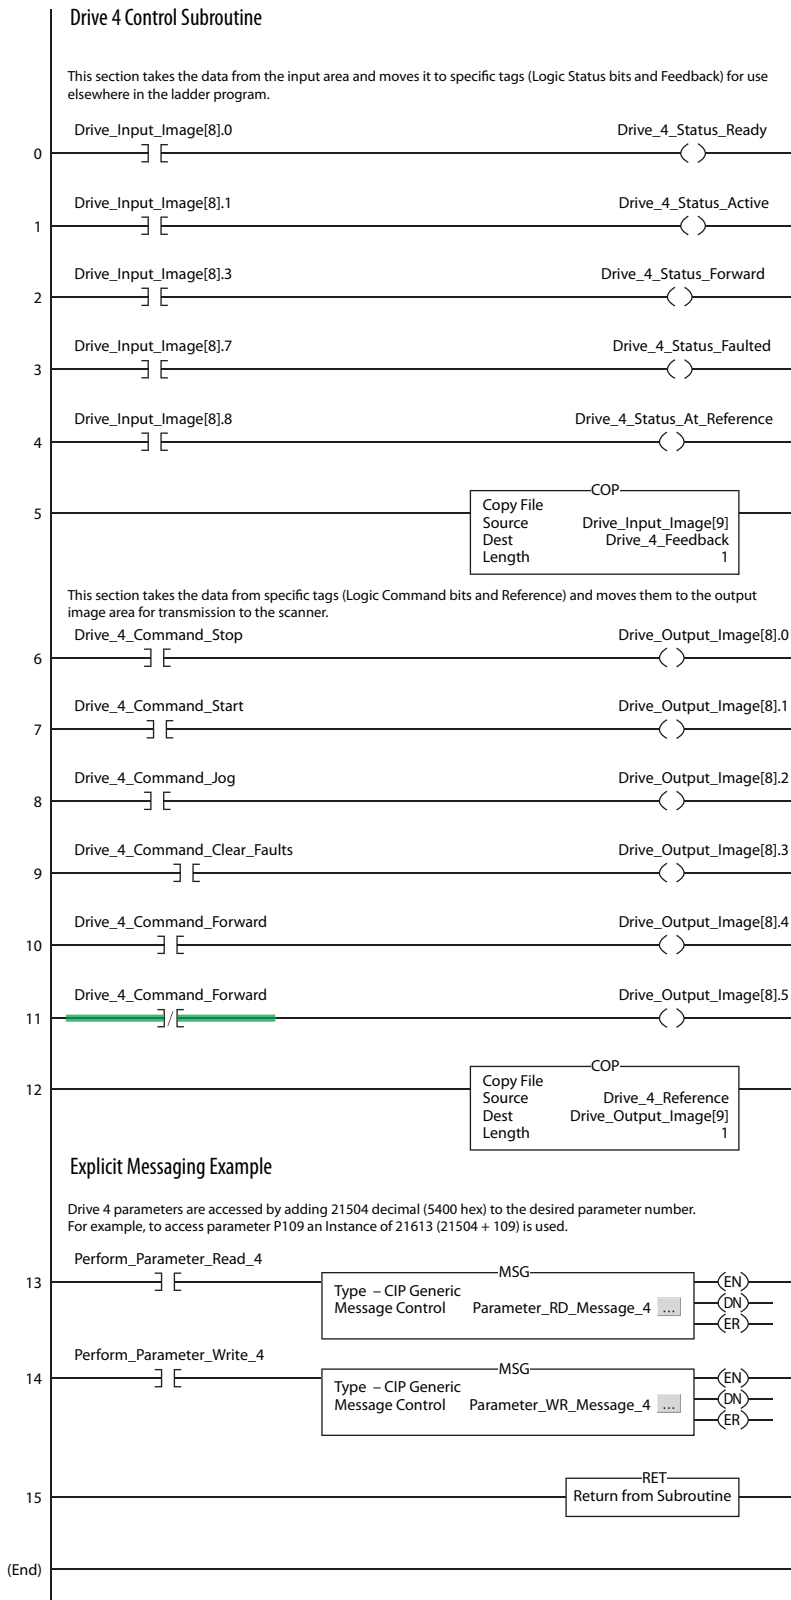 Drive 4 Control Subroutine
This section takes the data from the input area and moves it to specific tags (Logic Status bits and Feedback) for use
elsewhere in the ladder program.
Drive_Input_Image[8].0 Drive_4_Status_Ready
0
Drive_Input_Image[8].1 Drive_4_Status_Active
1
Drive_Input_Image[8].3 Drive_4_Status_Forward
2
Drive_Input_Image[8].7 Drive_4_Status_Faulted
3
Drive_Input_Image[8].8 Drive_4_Status_At_Reference
4
COP
5
Copy File
Source Drive_Input_Image[9]
Dest Drive_4_Feedback
Length 1
This section takes the data from specific tags (Logic Command bits and Reference) and moves them to the output
image area for transmission to the scanner.
Drive_4_Command_Stop Drive_Output_Image[8].0
6
Drive_4_Command_Start Drive_Output_Image[8].1
7
Drive_4_Command_Jog Drive_Output_Image[8].2
8
Drive_4_Command_Clear_Faults Drive_Output_Image[8].3
9
Drive_4_Command_Forward Drive_Output_Image[8].4
10
Drive_4_Command_Forward Drive_Output_Image[8].5
11
COP
12
Copy File
Source Drive_4_Reference
Dest Drive_Output_Image[9]
Length 1
Explicit Messaging Example
Drive 4 parameters are accessed by adding 21504 decimal (5400 hex) to the desired parameter number.
For example, to access parameter P109 an Instance of 21613 (21504 + 109) is used.
Perform_Parameter_Read_4
13
MSG
Type – CIP Generic
Message Control Parameter_RD_Message_4 ...
EN
DN
ER
Perform_Parameter_Write_4
14
MSG
Type – CIP Generic
Message Control Parameter_WR_Message_4 ...
EN
DN
ER
15
RET
Return from Subroutine
(End)